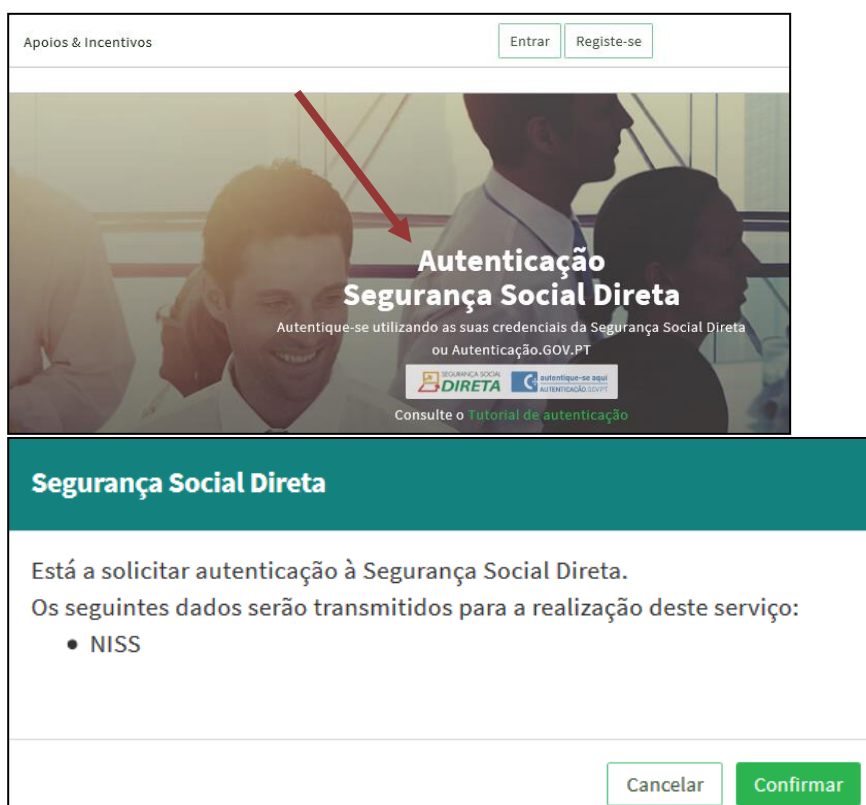 Apoios & Incentivos
Entrar
Registe-se
Autenticação
Segurança Social Direta
Autentique-se utilizando as suas credenciais da Segurança Social Direta
ou Autenticação.GOV.PT
SEGURANÇA SOCIAL
DIRETA
autentique-se aqui
AUTENTICAÇÃO.GOV.PT
Consulte o Tutorial de autenticação
Segurança Social Direta
Está a solicitar autenticação à Segurança Social Direta.
Os seguintes dados serão transmitidos para a realização deste serviço:
• NISS
Cancelar
Confirmar